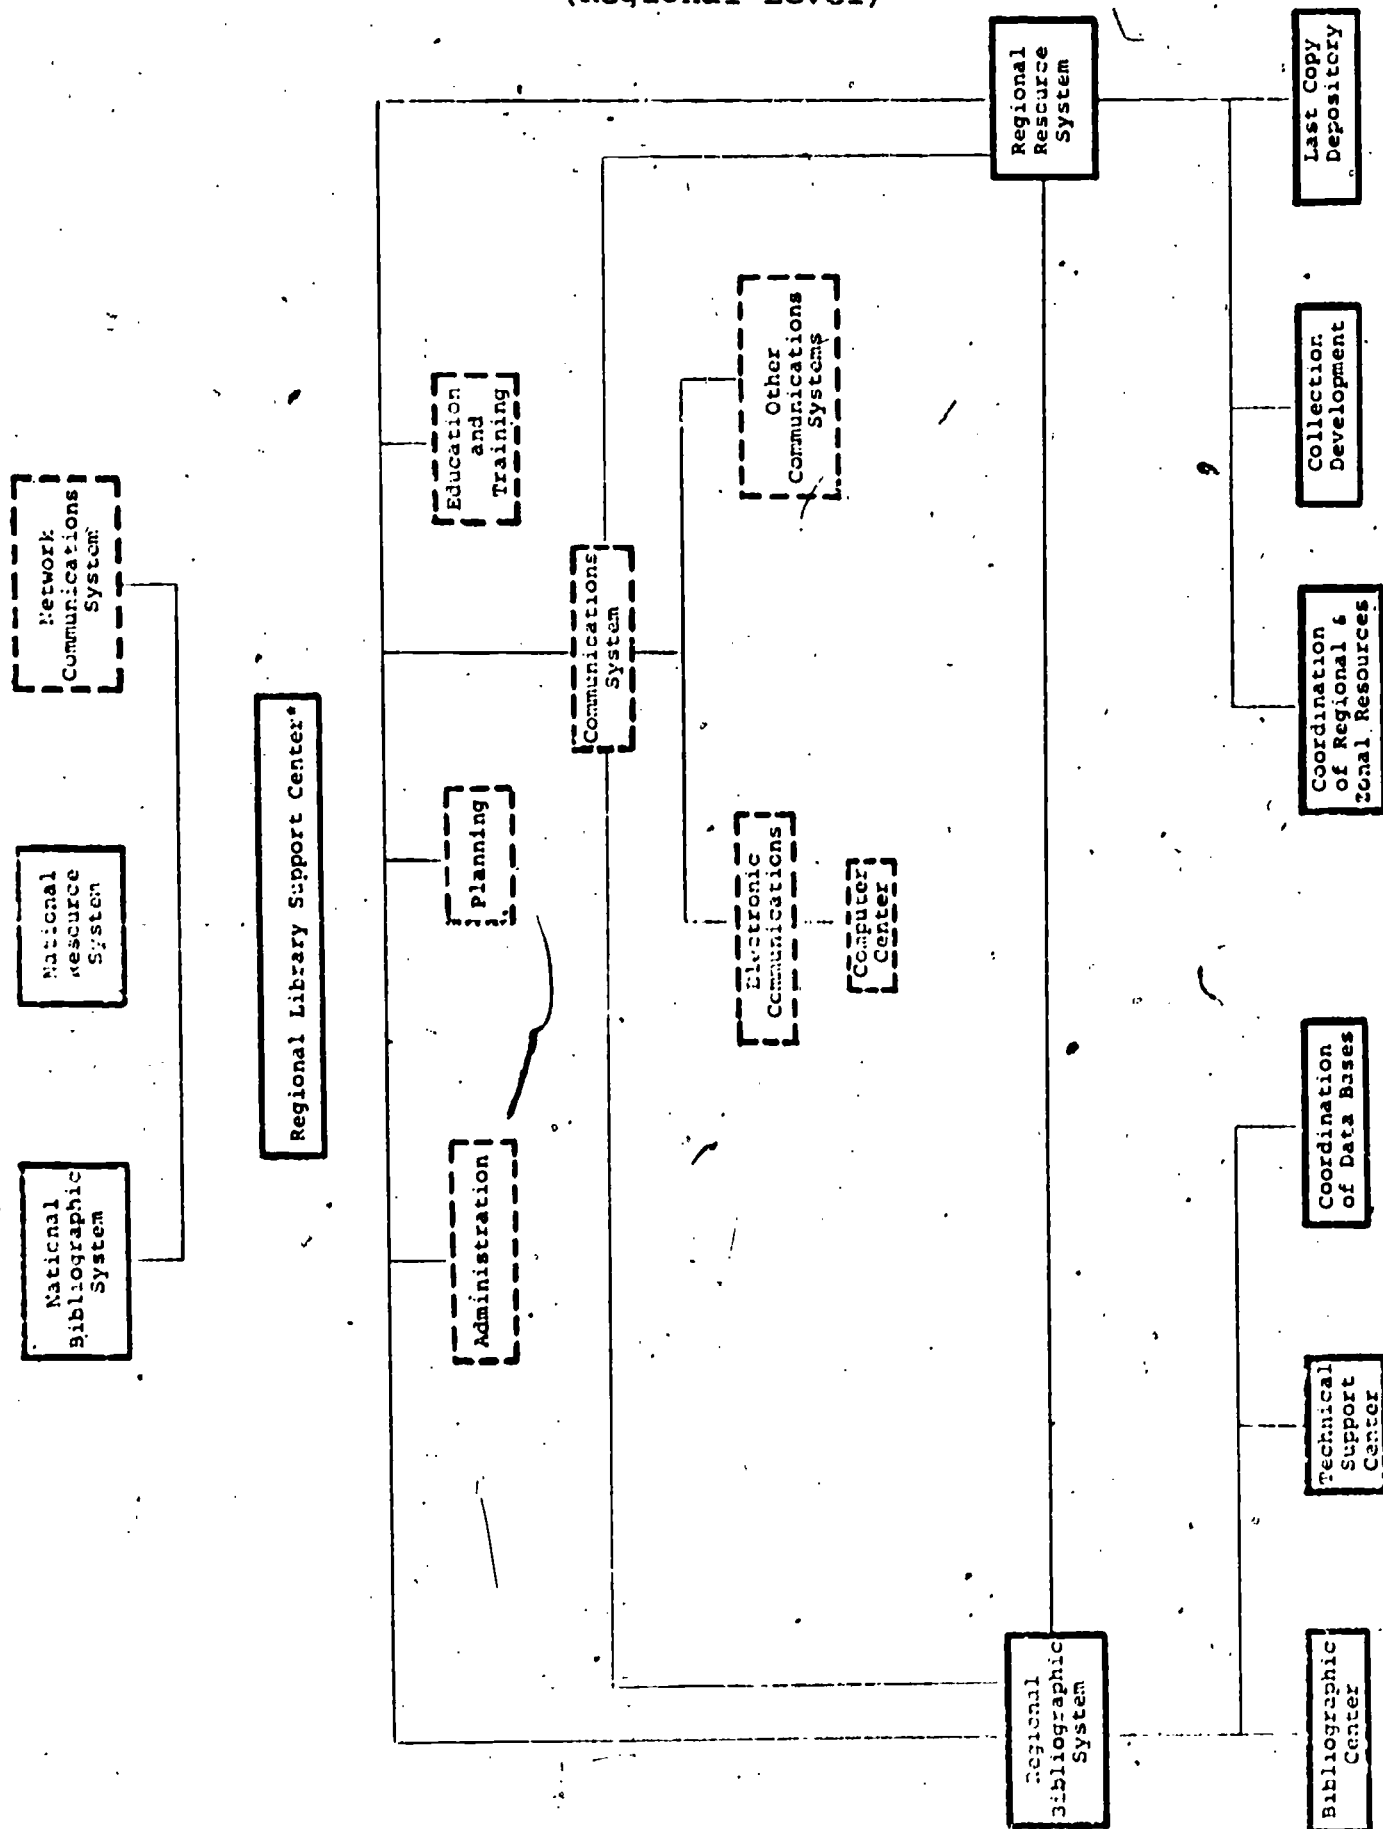 (Regional Level)
National
Bibliographic
System
National
Resource
System
Network
Communications
System
Regional Library Support Center*
Administration
Planning
Education
and
Training
Communications
System
Electronic
Communications
Other
Communications
Systems
Computer
Center
Regional
Bibliographic
System
Regional
Resource
System
Bibliographic
Center
Technical
Support
Center
Coordination
of Data Bases
Coordination
of Regional &
Zonal Resources
Collection
Development
Last Copy
Depository